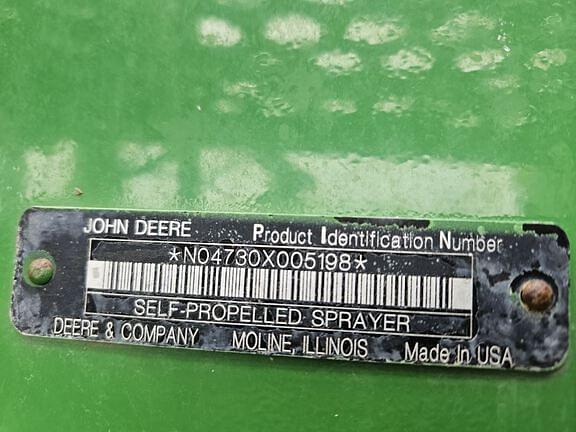 JOHN DEERE Product Identification Number
*N04730X005198*
SELF-PROPELLED SPRAYER
DEERE & COMPANY MOLINE, ILLINOIS Made In USA